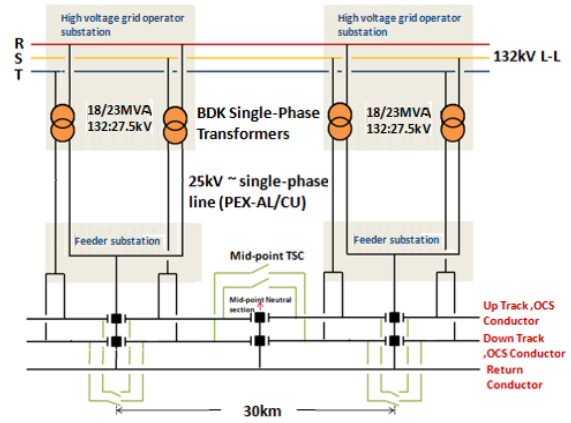 High voltage grid operator
substation
High voltage grid operator
substation
R
S
T
132kV L-L
18/23MVA
132:27.5kV
BDK Single-Phase
Transformers
18/23MVA
132:27.5kV
25kV ~ single-phase
line (PEX-AL/CU)
Feeder substation
Feeder substation
Mid-point TSC
Mid-point Neutral
section
Up Track ,OCS
Conductor
Down Track
,OCS Conductor
Return
Conductor
30km